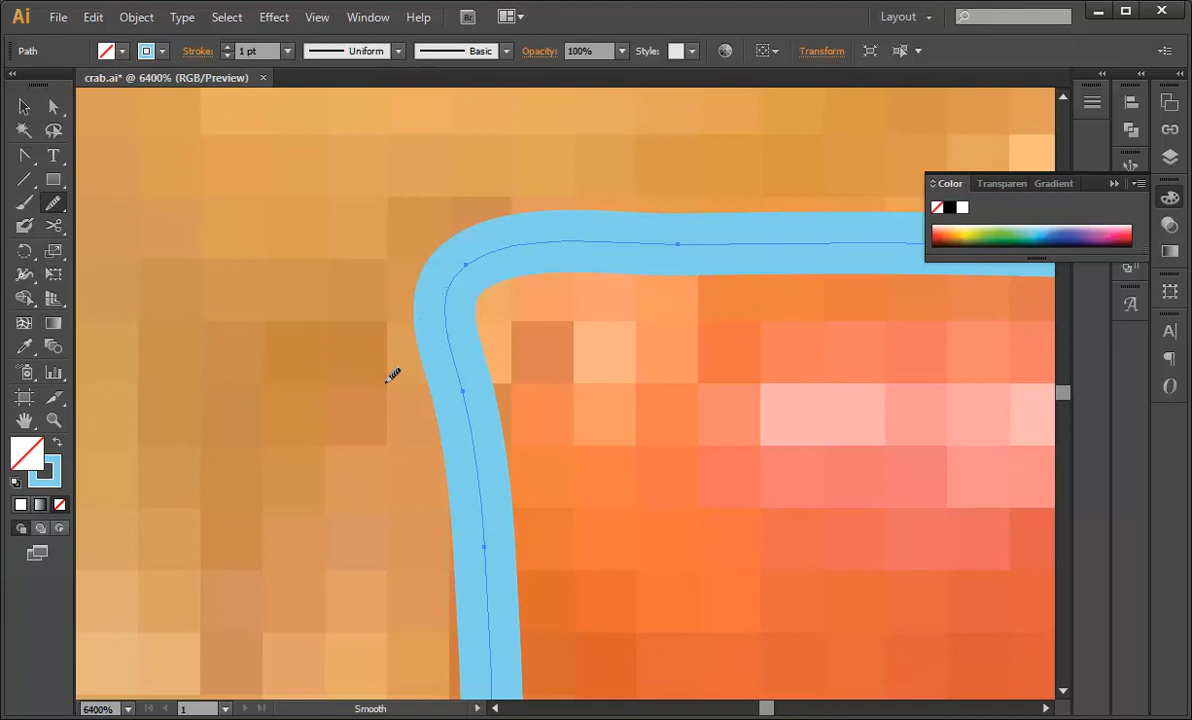 Ai File Edit Object Type Select Effect View Window Help Br Layout
Path Stroke: 1 pt Uniform Basic Opacity: 100% Style: Transform
crab.ai* @ 6400% (RGB/Preview)
Color Transparen Gradient
6400% 1 Smooth